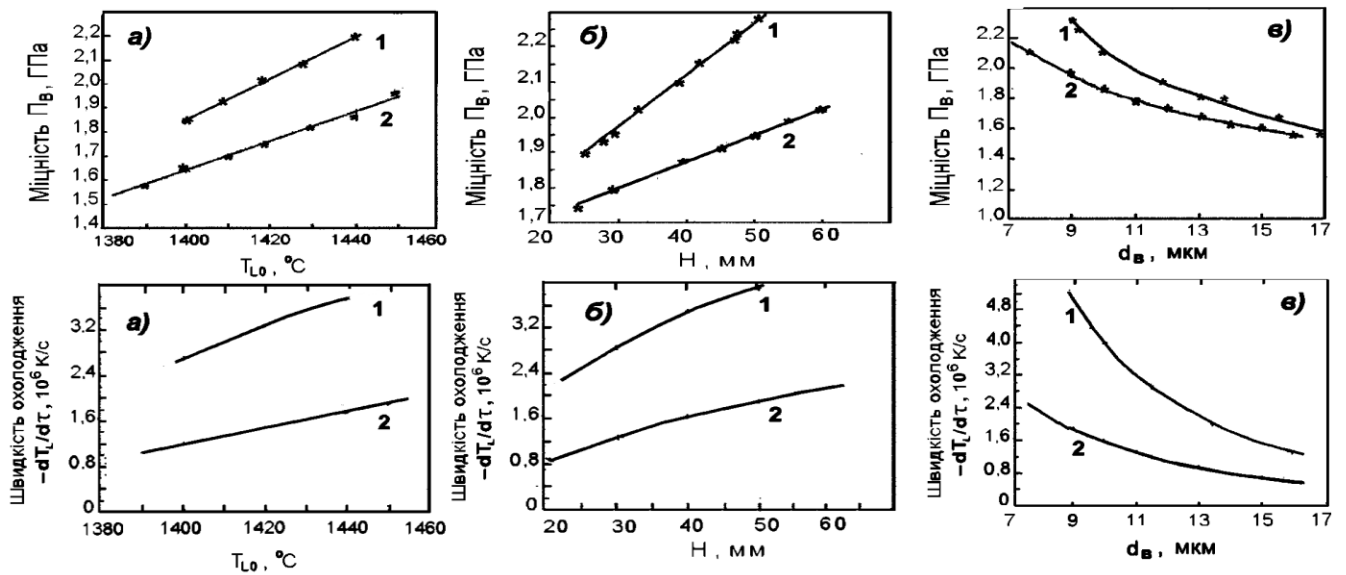 а)
Міцність П_В, ГПа
2,2
2,1
2,0
1,9
1,8
1,7
1,6
1,5
1,4
1
2
1380 1400 1420 1440 1460
T_L0, °C
б)
Міцність П_В, ГПа
2,2
2,1
2,0
1,9
1,8
1,7
1
2
20 30 40 50 60
Н, мм
в)
Міцність П_В, ГПа
2,2
2,0
1.8
1.6
1.4
1.2
1.0
1
2
7 9 11 13 15 17
d_В, мкм
а)
Швидкість охолодження
–dT_L/dτ, 10⁶ К/с
3,2
2,4
1,6
1,2
0,8
0
1
2
1380 1400 1420 1440 1460
T_L0, °C
б)
Швидкість охолодження
–dT_L/dτ, 10⁶ К/с
3,2
2,4
1,6
0,8
0
1
2
20 30 40 50 60
Н, мм
в)
Швидкість охолодження
–dT_L/dτ, 10⁶ К/с
4,8
4.0
3.2
2.4
1.6
0.8
0
1
2
7 9 11 13 15 17
d_В, мкм